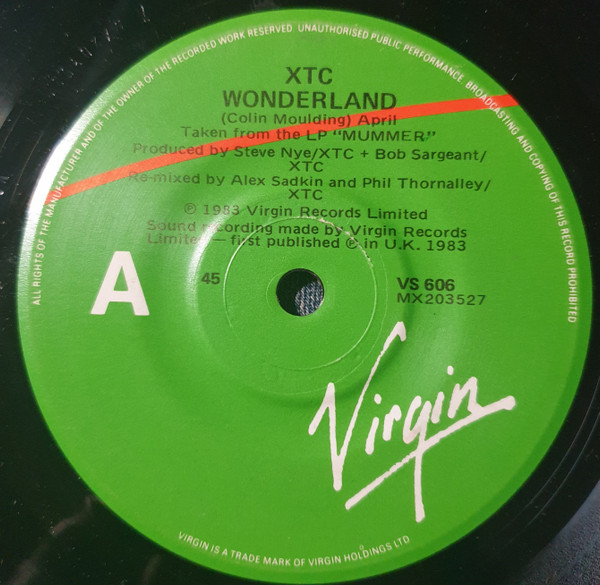 ALL RIGHTS OF THE MANUFACTURER AND OF THE OWNER OF THE RECORDED WORK RESERVED UNAUTHORISED PUBLIC PERFORMANCE BROADCASTING AND COPYING OF THIS RECORD PROHIBITED
XTC
WONDERLAND
(Colin Moulding) April
Taken from the LP "MUMMER"
Produced by Steve Nye/XTC + Bob Sargeant/
XTC
Re-mixed by Alex Sadkin and Phil Thornalley/
XTC
℗ 1983 Virgin Records Limited
Sound recording made by Virgin Records
Limited — first published ℗ in U.K. 1983
A
45
VS 606
MX203527
Virgin
VIRGIN IS A TRADE MARK OF VIRGIN HOLDINGS LTD